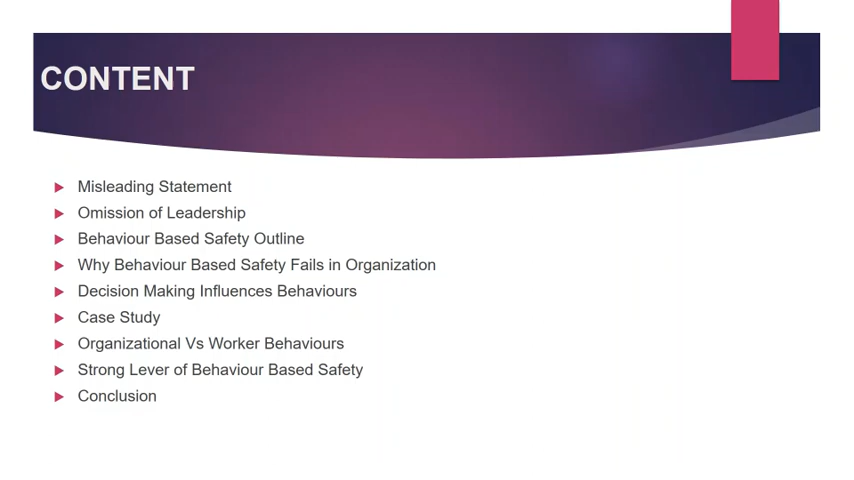 CONTENT
Misleading Statement
Omission of Leadership
Behaviour Based Safety Outline
Why Behaviour Based Safety Fails in Organization
Decision Making Influences Behaviours
Case Study
Organizational Vs Worker Behaviours
Strong Lever of Behaviour Based Safety
Conclusion